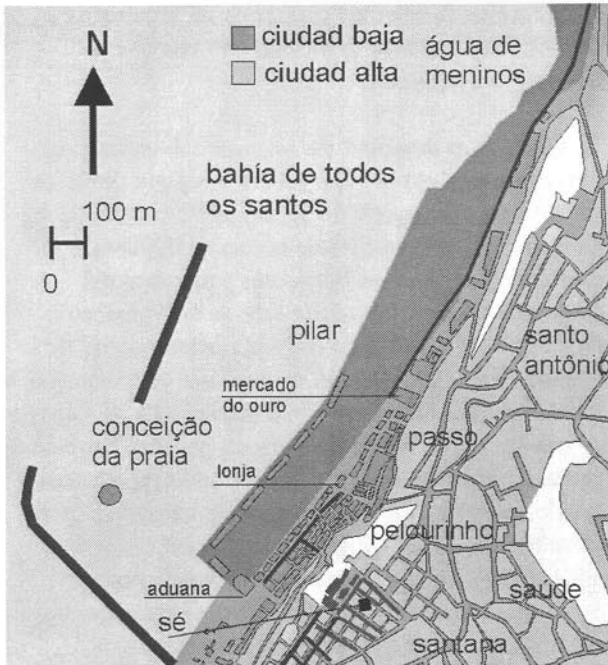 N
ciudad baja
ciudad alta
água de
meninos
bahía de todos
os santos
100 m
0
pilar
santo
antônio
mercado
do ouro
passo
conceição
da praia
lonja
pelourinho
aduana
saúde
sé
santana